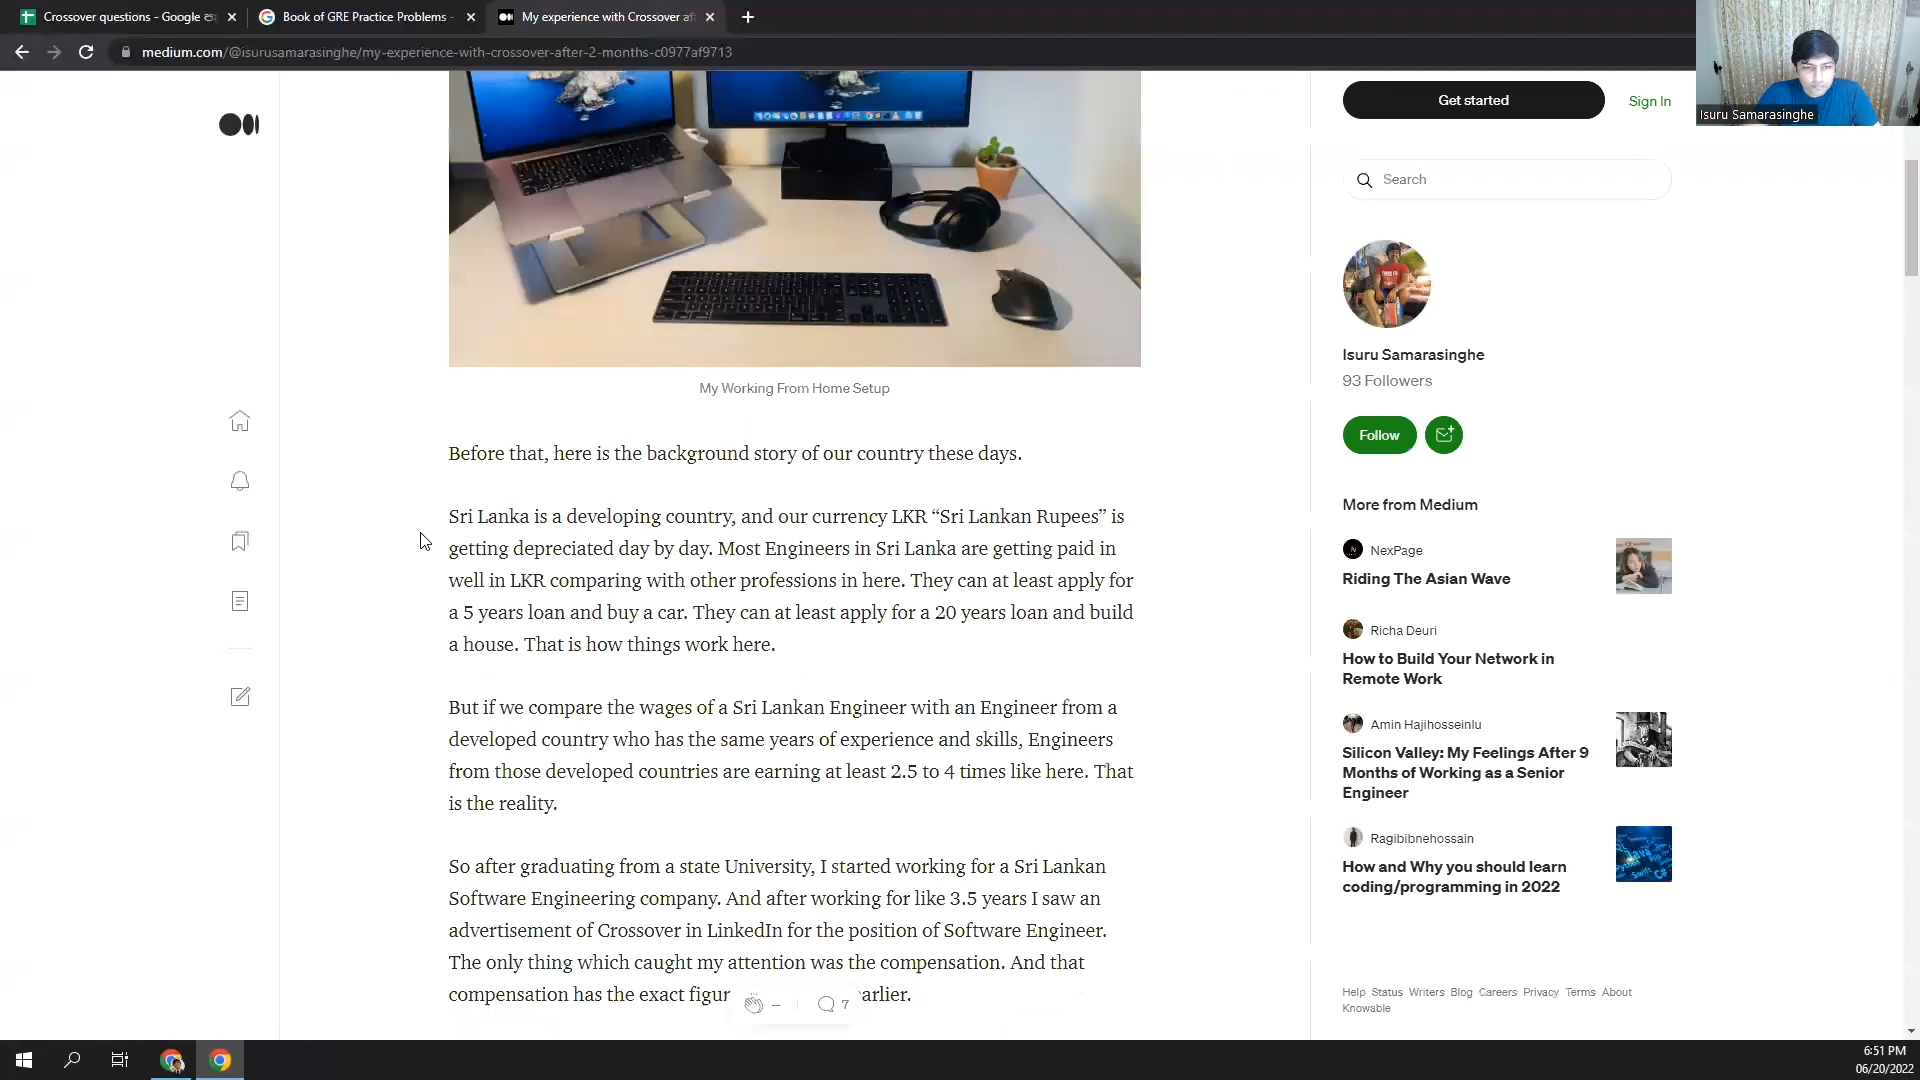 Crossover questions - Google
Book of GRE Practice Problems -
My experience with Crossover af
medium.com/@isurusamarasinghe/my-experience-with-crossover-after-2-months-c0977af9713
Isuru Samarasinghe
My Working From Home Setup
Before that, here is the background story of our country these days.
Sri Lanka is a developing country, and our currency LKR “Sri Lankan Rupees” is
getting depreciated day by day. Most Engineers in Sri Lanka are getting paid in
well in LKR comparing with other professions in here. They can at least apply for
a 5 years loan and buy a car. They can at least apply for a 20 years loan and build
a house. That is how things work here.
But if we compare the wages of a Sri Lankan Engineer with an Engineer from a
developed country who has the same years of experience and skills, Engineers
from those developed countries are earning at least 2.5 to 4 times like here. That
is the reality.
So after graduating from a state University, I started working for a Sri Lankan
Software Engineering company. And after working for like 3.5 years I saw an
advertisement of Crossover in LinkedIn for the position of Software Engineer.
The only thing which caught my attention was the compensation. And that
compensation has the exact figur
arlier.
--
7
Get started
Sign In
Search
Isuru Samarasinghe
93 Followers
Follow
More from Medium
NexPage
Riding The Asian Wave
Richa Deuri
How to Build Your Network in
Remote Work
Amin Hajihosseinlu
Silicon Valley: My Feelings After 9
Months of Working as a Senior
Engineer
Ragibibnehossain
How and Why you should learn
coding/programming in 2022
Help Status Writers Blog Careers Privacy Terms About
Knowable
6:51 PM
06/20/2022